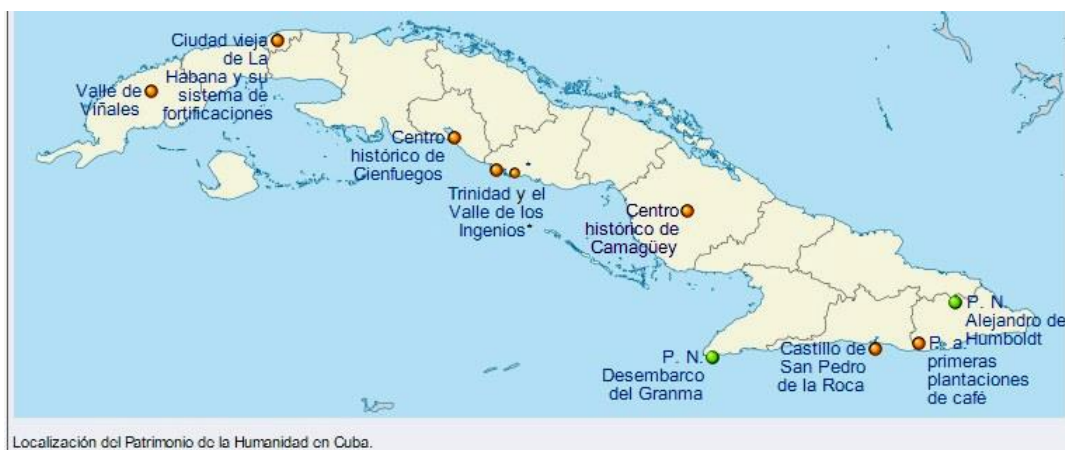 Ciudad vieja
de La
Habana y su
sistema de
fortificaciones
Valle de
Viñales
Centro
histórico de
Cienfuegos
*
Trinidad y el
Valle de los
Ingenios*
Centro
histórico de
Camagüey
P. N.
Alejandro de
Humboldt
P. a.
primeras
plantaciones
de café
Castillo de
San Pedro
de la Roca
P. N.
Desembarco
del Granma
Localización del Patrimonio de la Humanidad en Cuba.